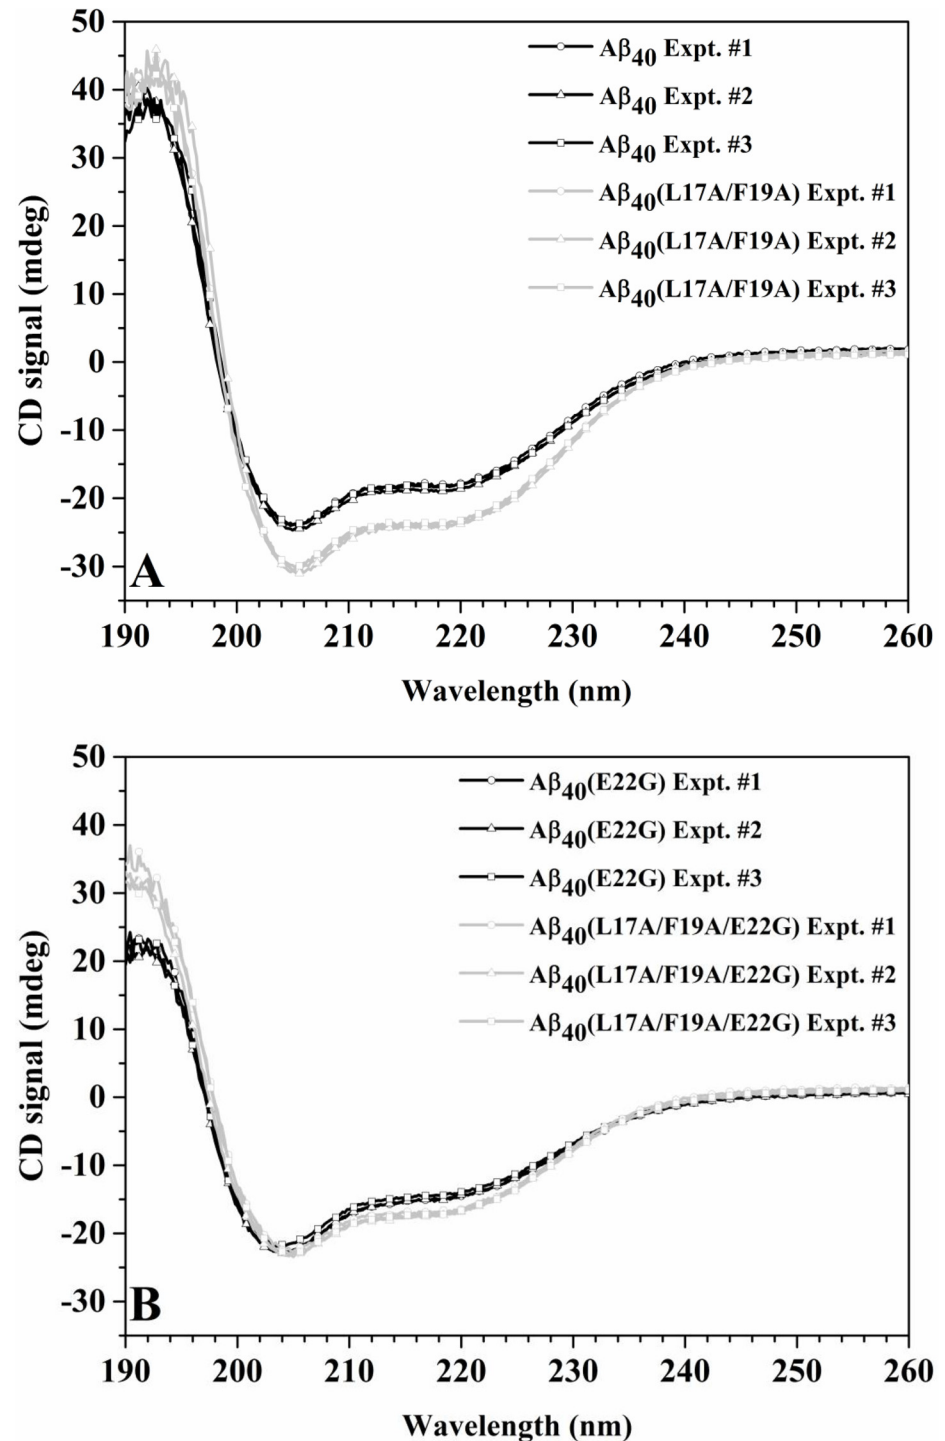 50
40
30
20
10
0
-10
-20
-30
CD signal (mdeg)
Aβ40 Expt. #1
Aβ40 Expt. #2
Aβ40 Expt. #3
Aβ40(L17A/F19A) Expt. #1
Aβ40(L17A/F19A) Expt. #2
Aβ40(L17A/F19A) Expt. #3
A
190 200 210 220 230 240 250 260
Wavelength (nm)
50
40
30
20
10
0
-10
-20
-30
CD signal (mdeg)
Aβ40(E22G) Expt. #1
Aβ40(E22G) Expt. #2
Aβ40(E22G) Expt. #3
Aβ40(L17A/F19A/E22G) Expt. #1
Aβ40(L17A/F19A/E22G) Expt. #2
Aβ40(L17A/F19A/E22G) Expt. #3
B
190 200 210 220 230 240 250 260
Wavelength (nm)